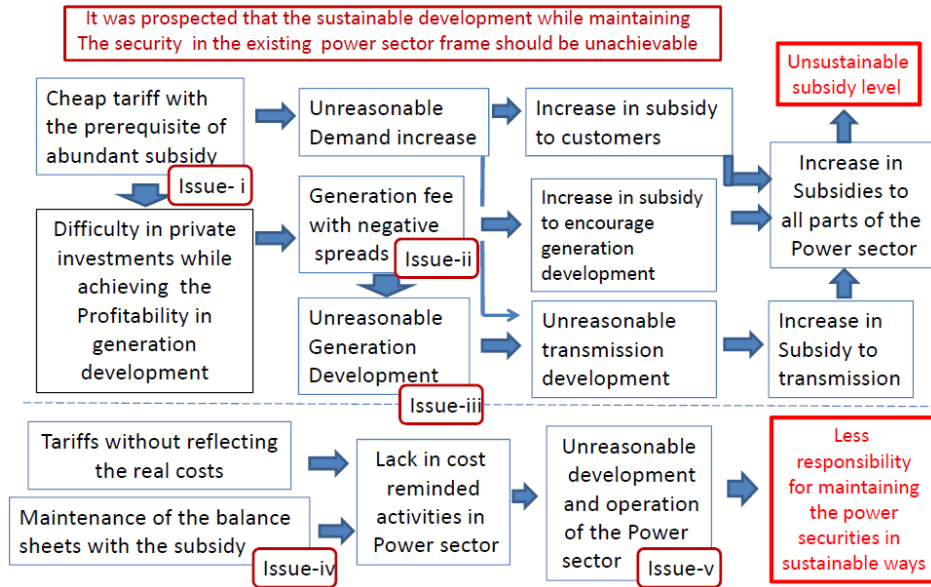 It was prospected that the sustainable development while maintaining
The security in the existing power sector frame should be unachievable
Unsustainable
subsidy level
Cheap tariff with
the prerequisite of
abundant subsidy
Issue- i
Unreasonable
Demand increase
Increase in subsidy
to customers
Increase in
Subsidies to
all parts of the
Power sector
Difficulty in private
investments while
achieving the
Profitability in
generation
development
Generation fee
with negative
spreads
Issue-ii
Increase in subsidy
to encourage
generation
development
Unreasonable
Generation
Development
Issue-iii
Unreasonable
transmission
development
Increase in
Subsidy to
transmission
Tariffs without reflecting
the real costs
Maintenance of the balance
sheets with the subsidy
Issue-iv
Lack in cost
reminded
activities in
Power sector
Unreasonable
development
and operation
of the Power
sector
Issue-v
Less
responsibility
for maintaining
the power
securities in
sustainable ways